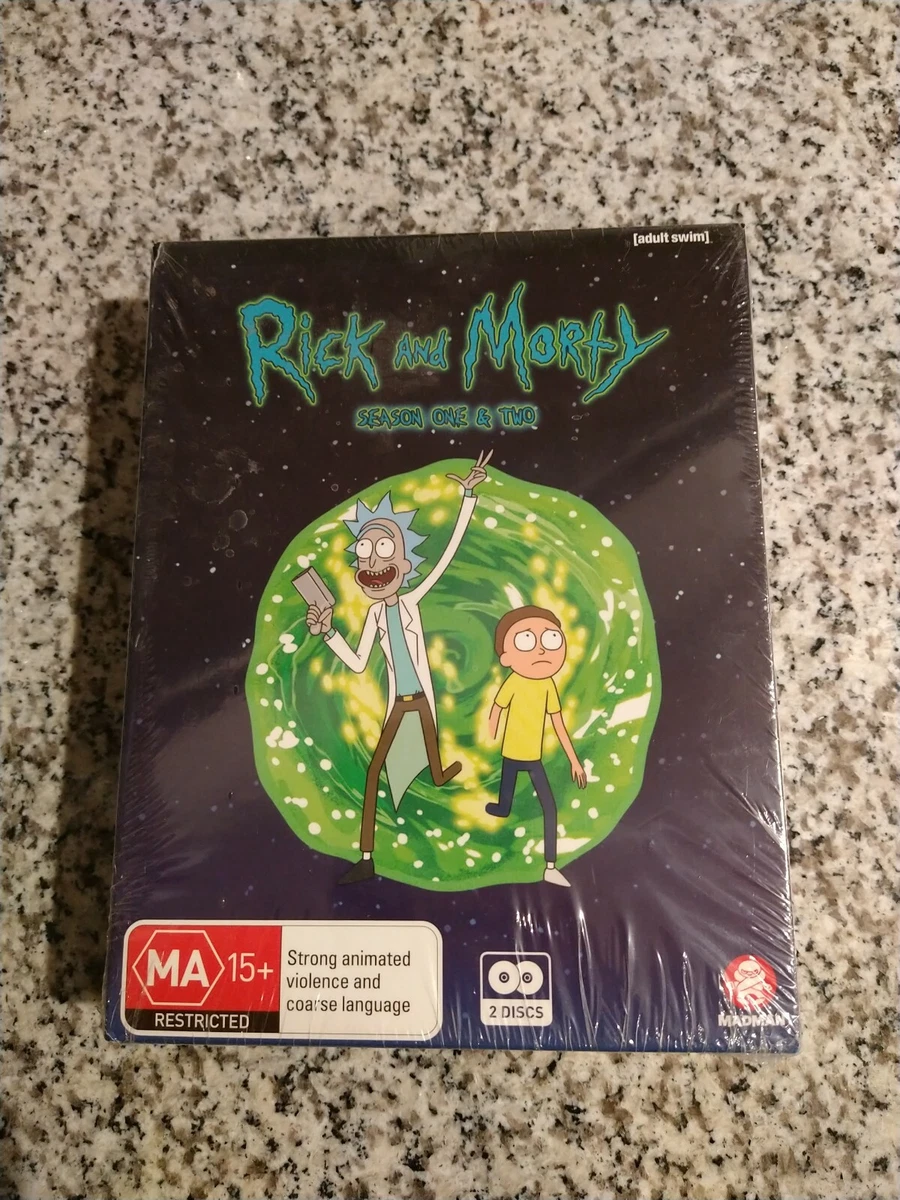 [adult swim]
Rick and Morty
SEASON ONE & TWO
MA 15+
RESTRICTED
Strong animated
violence and
coarse language
2 DISCS
MADMAN